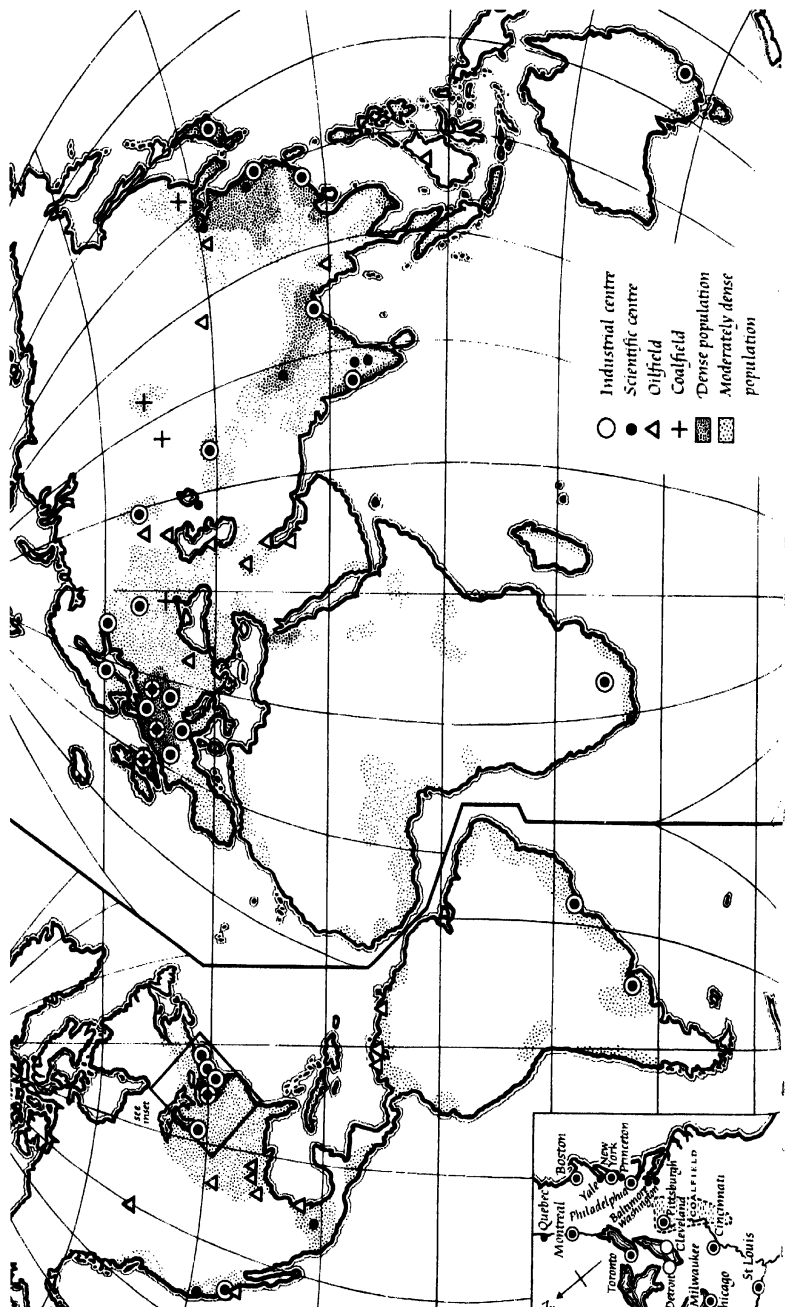 Industrial centre
Scientific centre
Oilfield
Coalfield
Dense population
Moderately dense
population
see
inset
Quebec
Boston
Montreal
Yale
New
York
Philadelphia
Princeton
Baltimore
Washington
Toronto
Pittsburgh
Cleveland
COALFIELD
Detroit
Milwaukee
Cincinnati
Chicago
St Louis